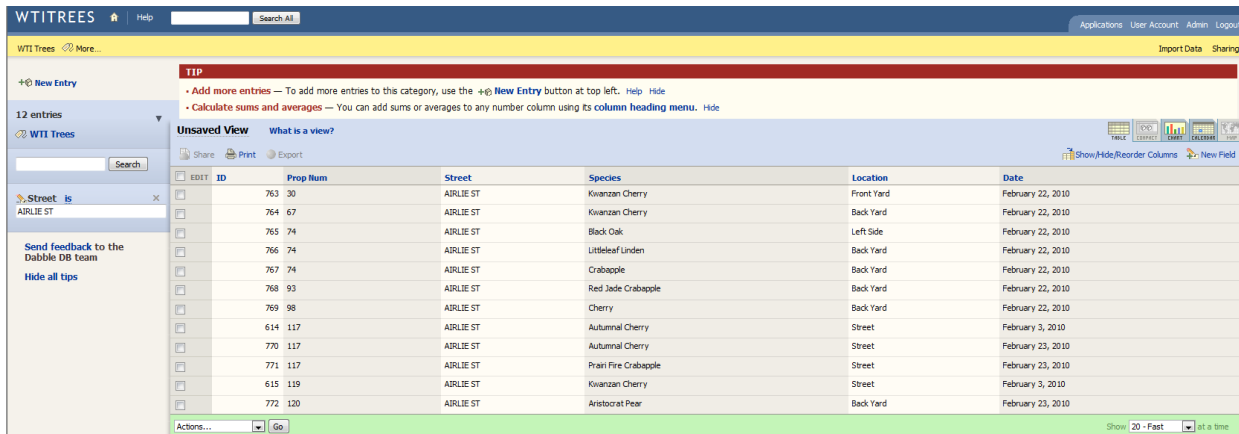 WTITREES Help Search All
Applications User Account Admin Logout
WTI Trees More... Import Data Sharing
New Entry
12 entries
WTI Trees
Search
Street is
AIRLIE ST
Send feedback to the
Dabble DB team
Hide all tips
TIP
• Add more entries — To add more entries to this category, use the New Entry button at top left. Help Hide
• Calculate sums and averages — You can add sums or averages to any number column using its column heading menu. Hide
Unsaved View What is a view?
TABLE COMPACT CHART CALENDAR MAP
Share Print Export Show/Hide/Reorder Columns New Field
EDIT ID Prop Num Street Species Location Date
763 30 AIRLIE ST Kwanzan Cherry Front Yard February 22, 2010
764 67 AIRLIE ST Kwanzan Cherry Back Yard February 22, 2010
765 74 AIRLIE ST Black Oak Left Side February 22, 2010
766 74 AIRLIE ST Littleleaf Linden Back Yard February 22, 2010
767 74 AIRLIE ST Crabapple Back Yard February 22, 2010
768 93 AIRLIE ST Red Jade Crabapple Back Yard February 22, 2010
769 98 AIRLIE ST Cherry Back Yard February 22, 2010
614 117 AIRLIE ST Autumnal Cherry Street February 3, 2010
770 117 AIRLIE ST Autumnal Cherry Street February 23, 2010
771 117 AIRLIE ST Prairi Fire Crabapple Street February 23, 2010
615 119 AIRLIE ST Kwanzan Cherry Street February 3, 2010
772 120 AIRLIE ST Aristocrat Pear Back Yard February 23, 2010
Actions... Go Show 20 - Fast at a time